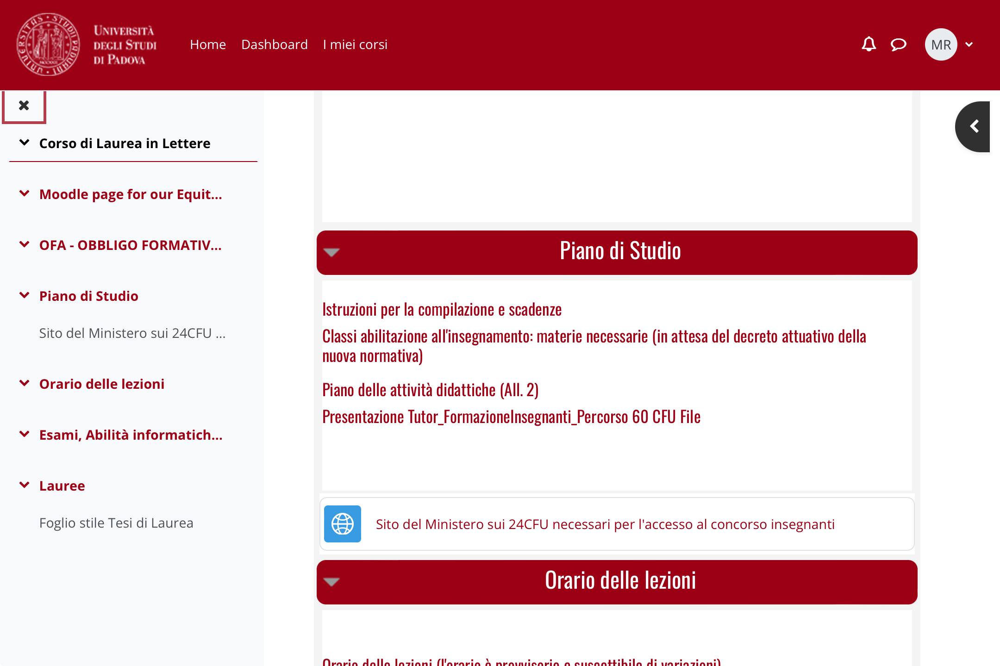 UNIVERSITÀ
DEGLI STUDI
DI PADOVA
Home
Dashboard
I miei corsi
MR
Corso di Laurea in Lettere
Moodle page for our Equit...
OFA - OBBLIGO FORMATIV...
Piano di Studio
Sito del Ministero sui 24CFU ...
Orario delle lezioni
Esami, Abilità informatich...
Lauree
Foglio stile Tesi di Laurea
Piano di Studio
Istruzioni per la compilazione e scadenze
Classi abilitazione all'insegnamento: materie necessarie (in attesa del decreto attuativo della
nuova normativa)
Piano delle attività didattiche (All. 2)
Presentazione Tutor_FormazioneInsegnanti_Percorso 60 CFU File
Sito del Ministero sui 24CFU necessari per l'accesso al concorso insegnanti
Orario delle lezioni
Orario delle lezioni (l'orario è provvisorio e suscettibile di variazioni)